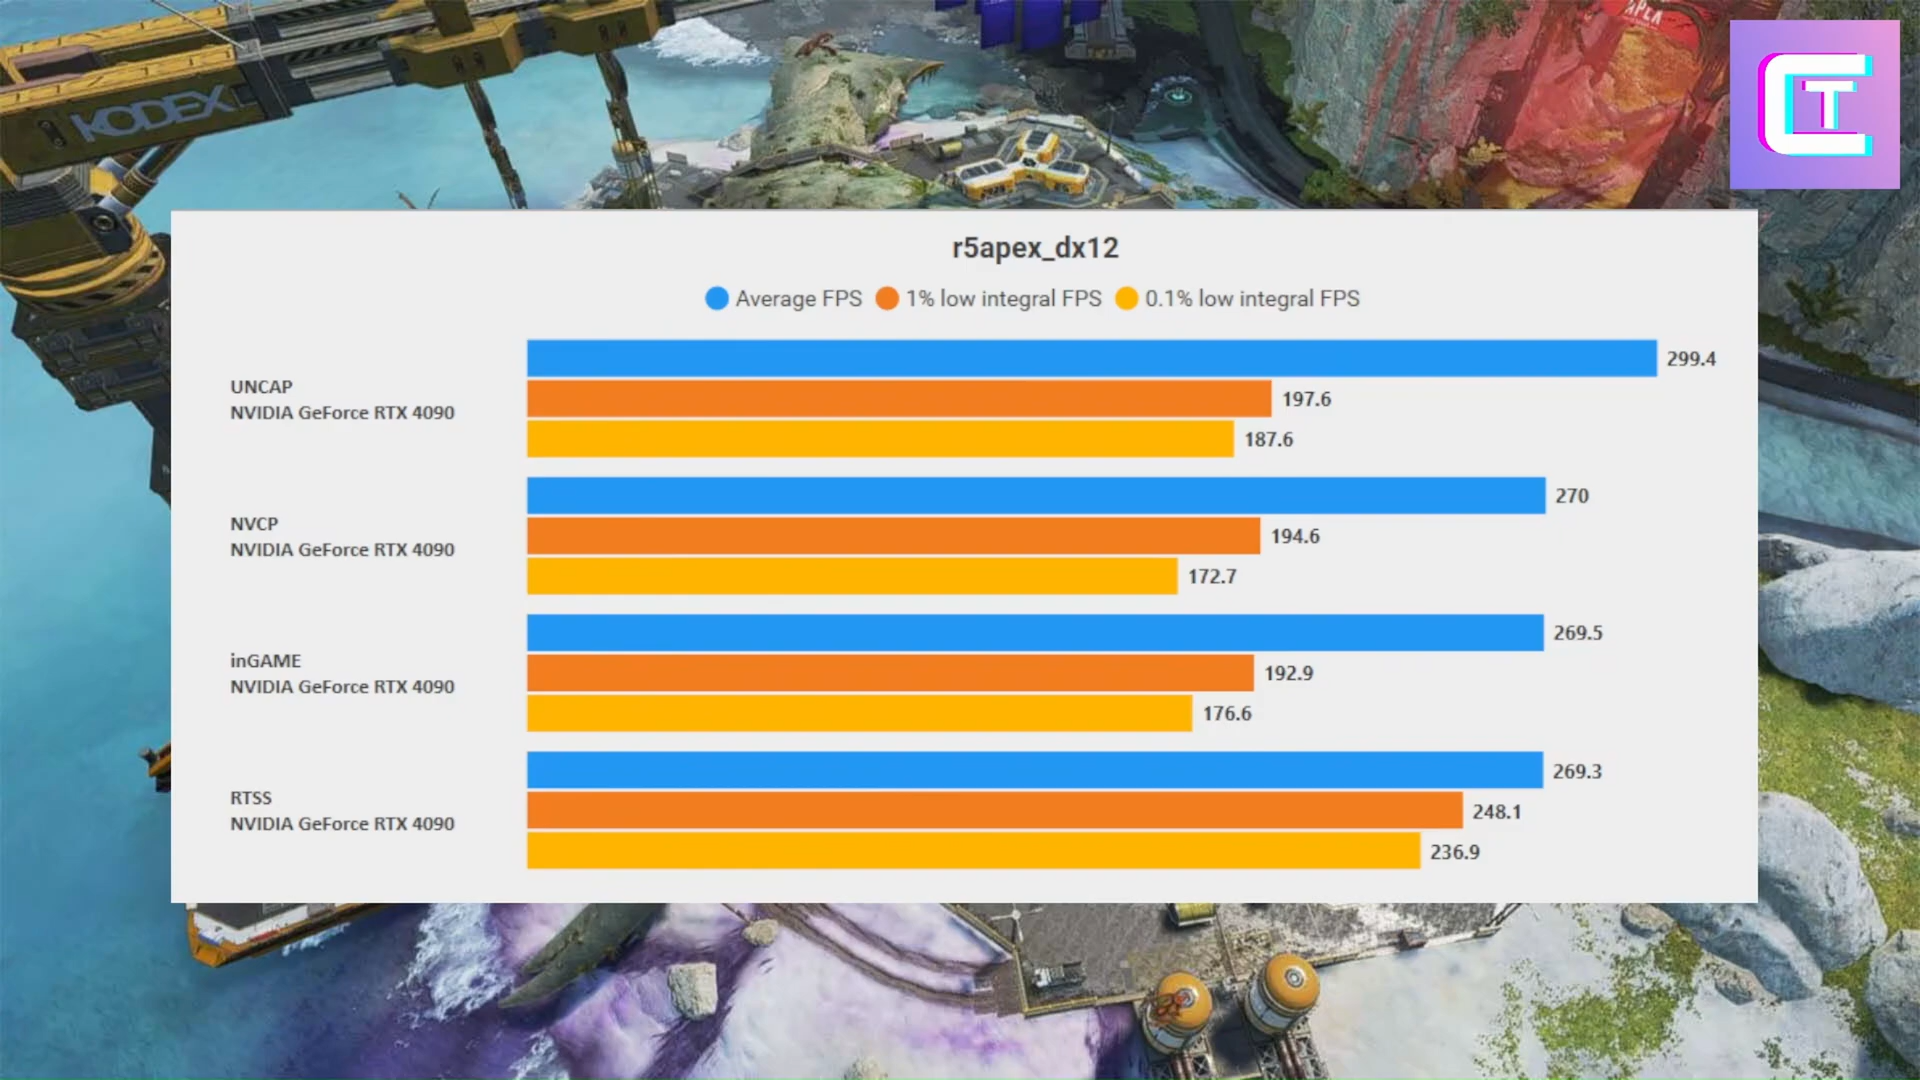 APEX
KODEX
CT
r5apex_dx12
Average FPS 1% low integral FPS 0.1% low integral FPS
UNCAP
NVIDIA GeForce RTX 4090
299.4
197.6
187.6
NVCP
NVIDIA GeForce RTX 4090
270
194.6
172.7
inGAME
NVIDIA GeForce RTX 4090
269.5
192.9
176.6
RTSS
NVIDIA GeForce RTX 4090
269.3
248.1
236.9